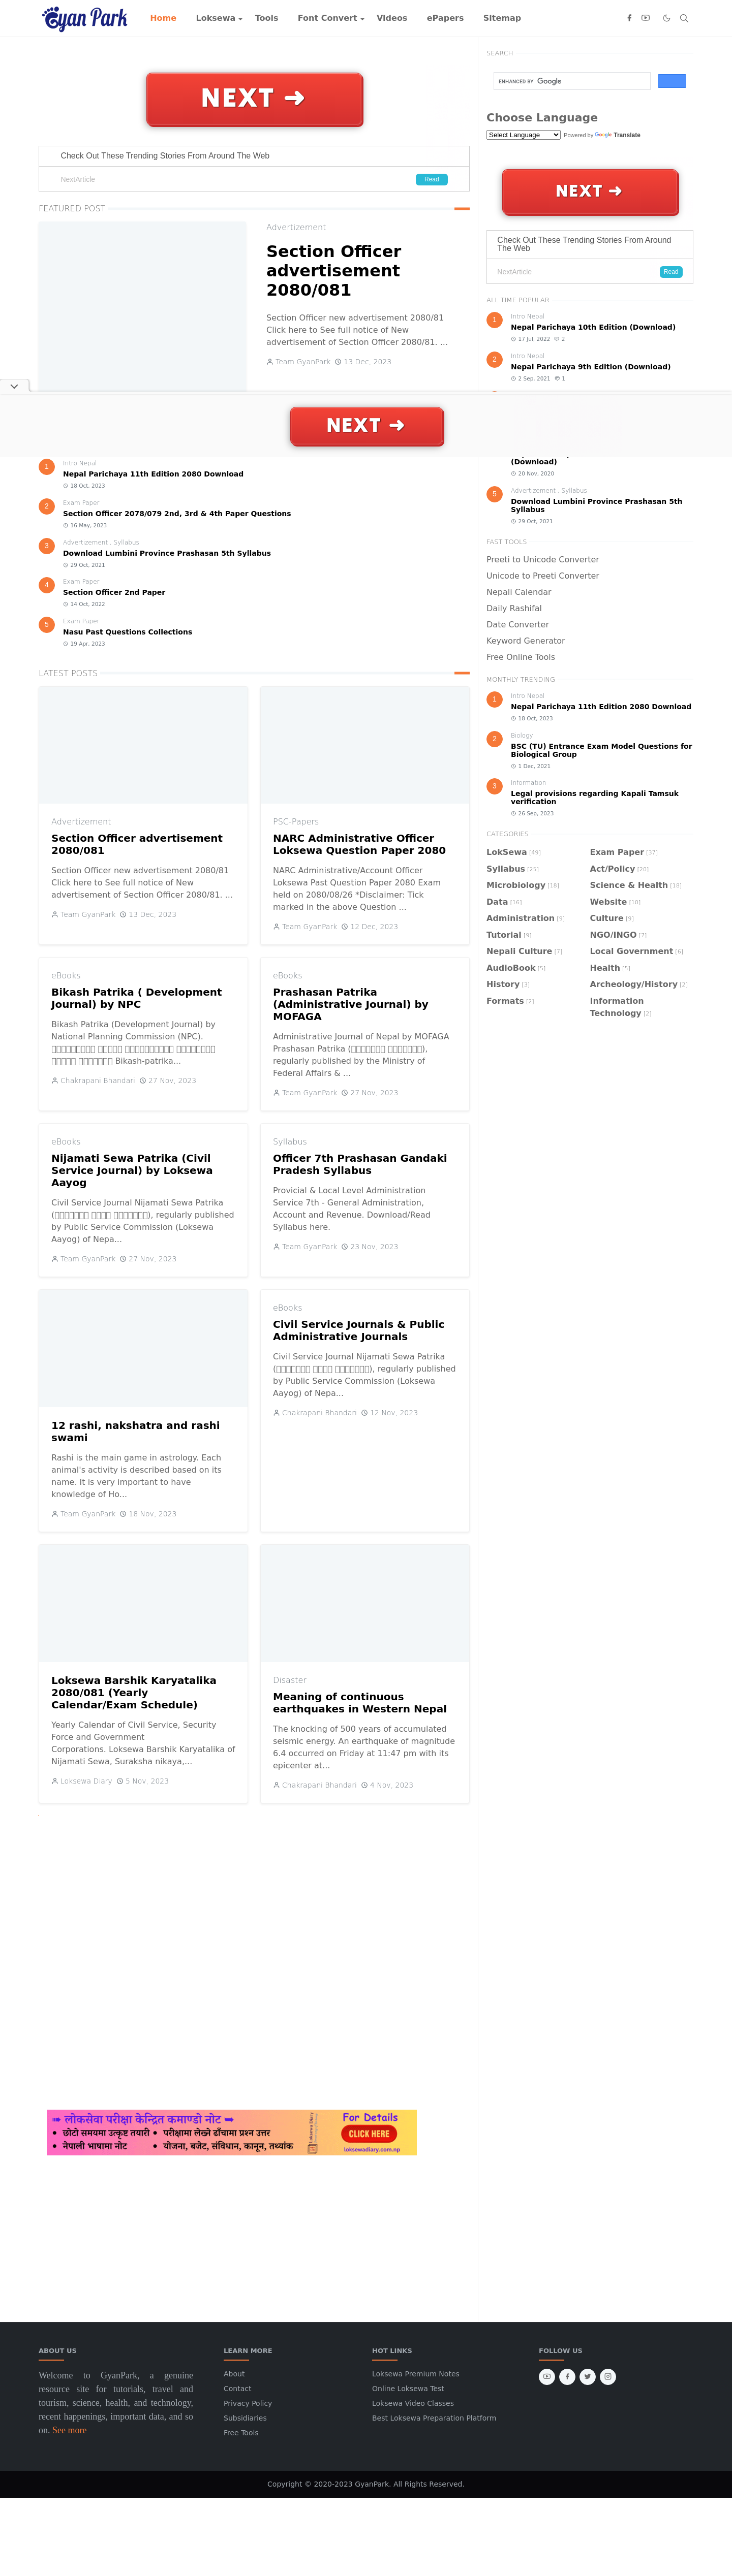 Gyan Park
Home Loksewa Tools Font Convert Videos ePapers Sitemap
NEXT ➜
Check Out These Trending Stories From Around The Web
NextArticle
Read
FEATURED POST
Advertizement
Section Officer
advertisement
2080/081
Section Officer new advertisement 2080/81
Click here to See full notice of New
advertisement of Section Officer 2080/81. ...
Team GyanPark 13 Dec, 2023
NEXT ➜
1
Intro Nepal
Nepal Parichaya 11th Edition 2080 Download
18 Oct, 2023
2
Exam Paper
Section Officer 2078/079 2nd, 3rd & 4th Paper Questions
16 May, 2023
3
Advertizement , Syllabus
Download Lumbini Province Prashasan 5th Syllabus
29 Oct, 2021
4
Exam Paper
Section Officer 2nd Paper
14 Oct, 2022
5
Exam Paper
Nasu Past Questions Collections
19 Apr, 2023
LATEST POSTS
Advertizement
Section Officer advertisement
2080/081
Section Officer new advertisement 2080/81
Click here to See full notice of New
advertisement of Section Officer 2080/81. ...
Team GyanPark 13 Dec, 2023
PSC-Papers
NARC Administrative Officer
Loksewa Question Paper 2080
NARC Administrative/Account Officer
Loksewa Past Question Paper 2080 Exam
held on 2080/08/26 *Disclaimer: Tick
marked in the above Question ...
Team GyanPark 12 Dec, 2023
eBooks
Bikash Patrika ( Development
Journal) by NPC
Bikash Patrika (Development Journal) by
National Planning Commission (NPC).
Bikash-patrika...
Chakrapani Bhandari 27 Nov, 2023
eBooks
Prashasan Patrika
(Administrative Journal) by
MOFAGA
Administrative Journal of Nepal by MOFAGA
Prashasan Patrika (
), regularly published by the Ministry of
Federal Affairs & ...
Team GyanPark 27 Nov, 2023
eBooks
Nijamati Sewa Patrika (Civil
Service Journal) by Loksewa
Aayog
Civil Service Journal Nijamati Sewa Patrika
(), regularly published
by Public Service Commission (Loksewa
Aayog) of Nepa...
Team GyanPark 27 Nov, 2023
Syllabus
Officer 7th Prashasan Gandaki
Pradesh Syllabus
Provicial & Local Level Administration
Service 7th - General Administration,
Account and Revenue. Download/Read
Syllabus here.
Team GyanPark 23 Nov, 2023
12 rashi, nakshatra and rashi
swami
Rashi is the main game in astrology. Each
animal's activity is described based on its
name. It is very important to have
knowledge of Ho...
Team GyanPark 18 Nov, 2023
eBooks
Civil Service Journals & Public
Administrative Journals
Civil Service Journal Nijamati Sewa Patrika
(), regularly published
by Public Service Commission (Loksewa
Aayog) of Nepa...
Chakrapani Bhandari 12 Nov, 2023
Loksewa Barshik Karyatalika
2080/081 (Yearly
Calendar/Exam Schedule)
Yearly Calendar of Civil Service, Security
Force and Government
Corporations. Loksewa Barshik Karyatalika of
Nijamati Sewa, Suraksha nikaya,...
Loksewa Diary 5 Nov, 2023
Disaster
Meaning of continuous
earthquakes in Western Nepal
The knocking of 500 years of accumulated
seismic energy. An earthquake of magnitude
6.4 occurred on Friday at 11:47 pm with its
epicenter at...
Chakrapani Bhandari 4 Nov, 2023
➠ लोकसेवा परीक्षा केन्द्रित कमाण्डो नोट ➥
• छोटो समयमा उत्कृष्ट तयारी • परीक्षामा लेख्ने ढाँचामा प्रश्न उत्तर
• नेपाली भाषामा नोट • योजना, बजेट, संविधान, कानून, तथ्यांक
For Details
CLICK HERE
loksewadiary.com.np
SEARCH
ENHANCED BY Google
Choose Language
Select Language Powered by Google Translate
NEXT ➜
Check Out These Trending Stories From Around
The Web
NextArticle
Read
ALL TIME POPULAR
1
Intro Nepal
Nepal Parichaya 10th Edition (Download)
17 Jul, 2022 2
2
Intro Nepal
Nepal Parichaya 9th Edition (Download)
2 Sep, 2021 1
(Download)
20 Nov, 2020
5
Advertizement , Syllabus
Download Lumbini Province Prashasan 5th
Syllabus
29 Oct, 2021
FAST TOOLS
Preeti to Unicode Converter
Unicode to Preeti Converter
Nepali Calendar
Daily Rashifal
Date Converter
Keyword Generator
Free Online Tools
MONTHLY TRENDING
1
Intro Nepal
Nepal Parichaya 11th Edition 2080 Download
18 Oct, 2023
2
Biology
BSC (TU) Entrance Exam Model Questions for
Biological Group
1 Dec, 2021
3
Information
Legal provisions regarding Kapali Tamsuk
verification
26 Sep, 2023
CATEGORIES
LokSewa [49] Exam Paper [37]
Syllabus [25] Act/Policy [20]
Microbiology [18] Science & Health [18]
Data [16] Website [10]
Administration [9] Culture [9]
Tutorial [9] NGO/INGO [7]
Nepali Culture [7] Local Government [6]
AudioBook [5] Health [5]
History [3] Archeology/History [2]
Formats [2] Information
Technology [2]
ABOUT US
Welcome to GyanPark, a genuine
resource site for tutorials, travel and
tourism, science, health, and technology,
recent happenings, important data, and so
on. See more
LEARN MORE
About
Contact
Privacy Policy
Subsidiaries
Free Tools
HOT LINKS
Loksewa Premium Notes
Online Loksewa Test
Loksewa Video Classes
Best Loksewa Preparation Platform
FOLLOW US
Copyright © 2020-2023 GyanPark. All Rights Reserved.